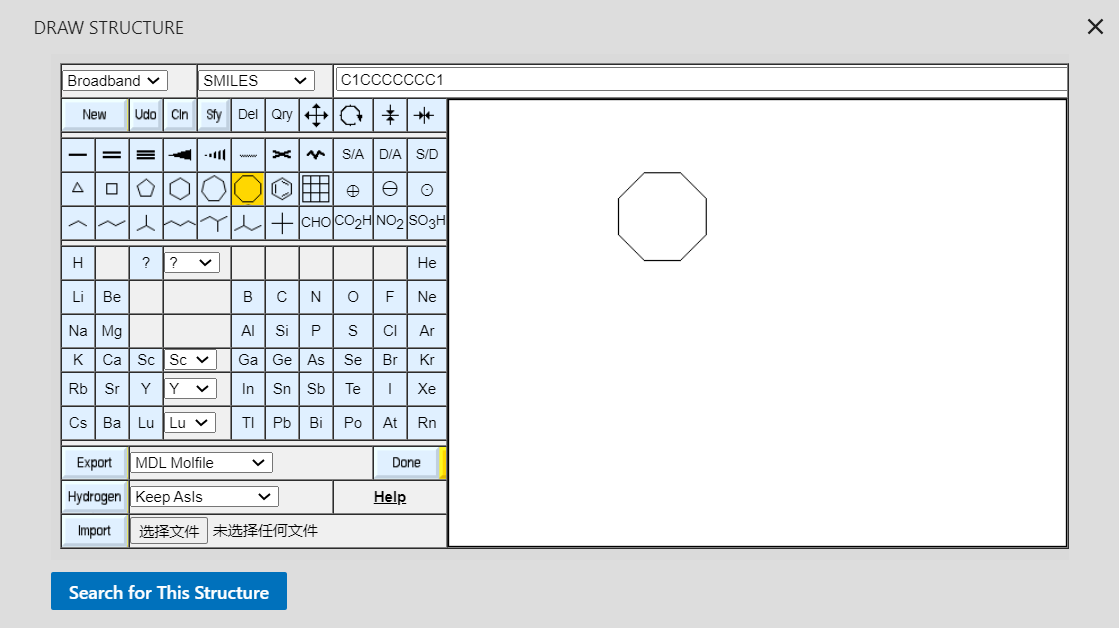 DRAW STRUCTURE
Broadband SMILES C1CCCCCCC1
New Udo Cln Sfy Del Qry
S/A D/A S/D
CHO CO2H NO2 SO3H
H ? ? He
Li Be B C N O F Ne
Na Mg Al Si P S Cl Ar
K Ca Sc Sc Ga Ge As Se Br Kr
Rb Sr Y Y In Sn Sb Te I Xe
Cs Ba Lu Lu Tl Pb Bi Po At Rn
Export MDL Molfile Done
Hydrogen Keep AsIs Help
Import 选择文件 未选择任何文件
Search for This Structure